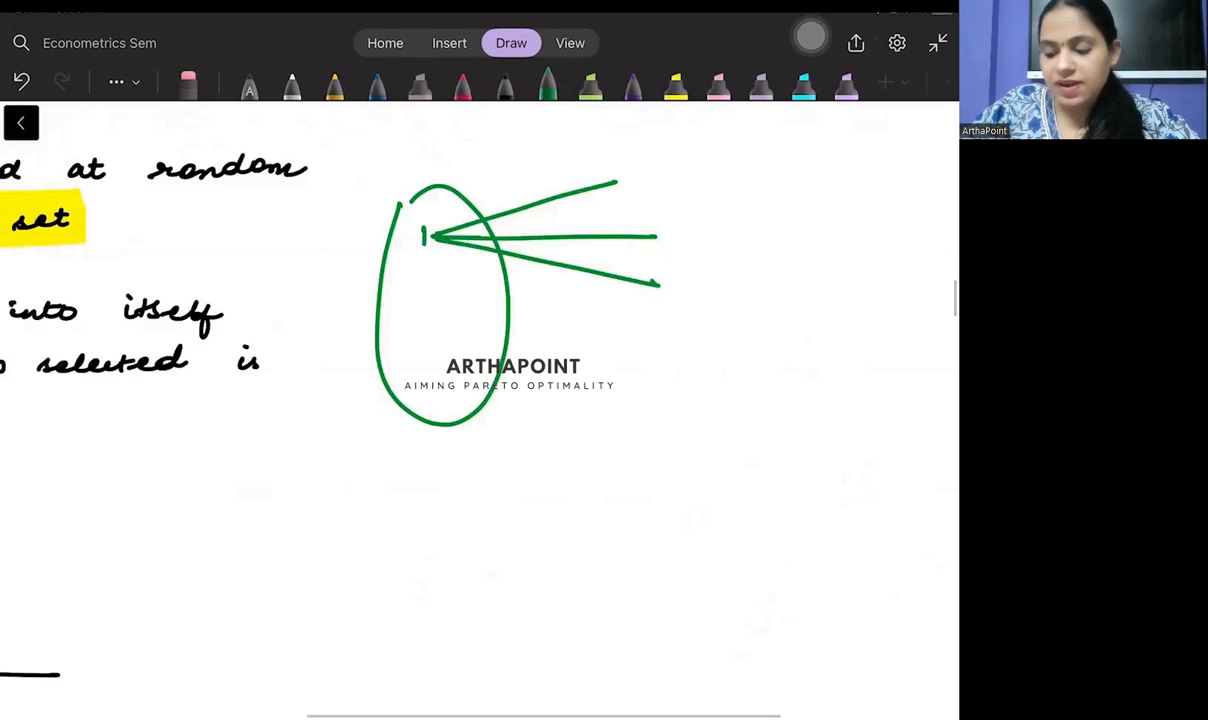 Econometrics Sem
Home Insert Draw View
A
ArthaPoint
at random
set
1
into itself
selected is
ARTHAPOINT
AIMING PARETO OPTIMALITY